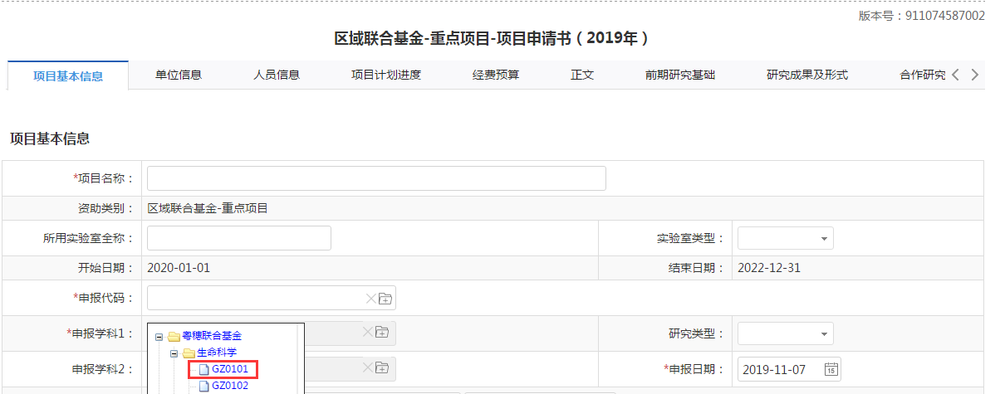 版本号：911074587002
区域联合基金-重点项目-项目申请书（2019年）
项目基本信息 单位信息 人员信息 项目计划进度 经费预算 正文 前期研究基础 研究成果及形式 合作研究
项目基本信息
*项目名称：
资助类别： 区域联合基金-重点项目
所用实验室全称： 实验室类型：
开始日期： 2020-01-01 结束日期： 2022-12-31
*申报代码：
*申报学科1： 研究类型：
粤穗联合基金
生命科学
申报学科2： GZ0101 *申报日期： 2019-11-07 15
GZ0102